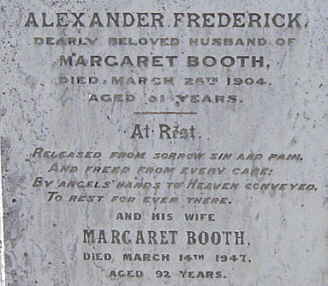 ALEXANDER FREDERICK,
DEARLY BELOVED HUSBAND OF
MARGARET BOOTH,
DIED, MARCH 28TH 1904.
AGED 51 YEARS.
At Rest.
RELEASED FROM SORROW SIN AND PAIN,
AND FREED FROM EVERY CARE;
BY ANGELS' HANDS TO HEAVEN CONVEYED,
TO REST FOR EVER THERE.
AND HIS WIFE
MARGARET BOOTH,
DIED, MARCH 14TH 1947,
AGED 92 YEARS.